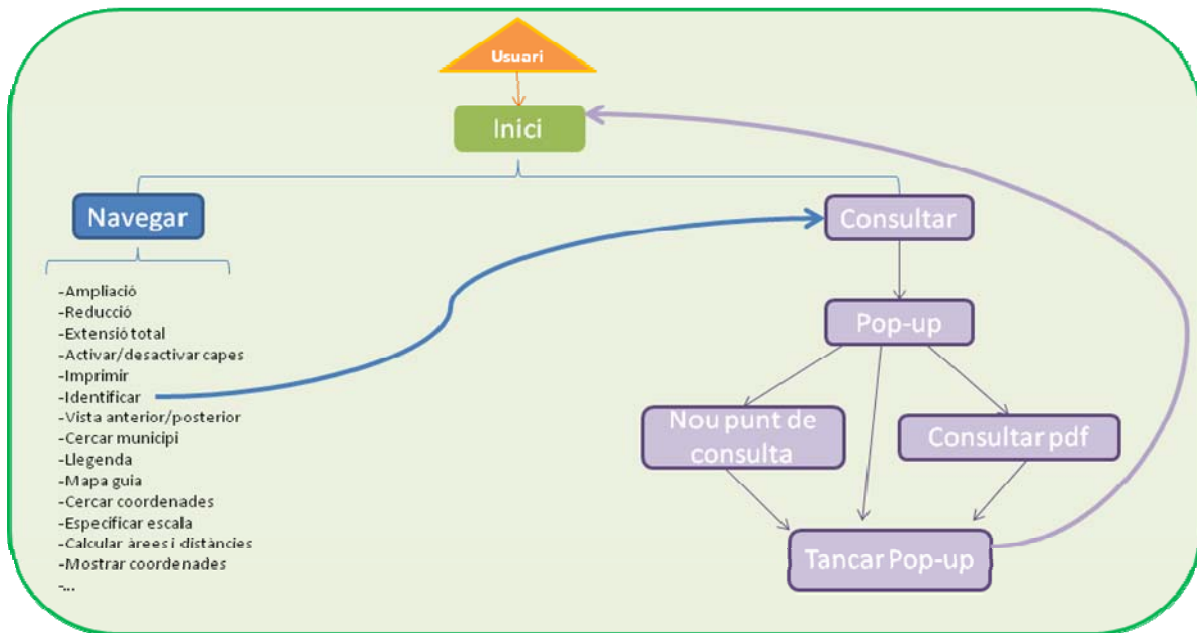 Usuari
Inici
Navegar
Consultar
-Ampliació
-Reducció
-Extensió total
-Activar/desactivar capes
-Imprimir
-Identificar
-Vista anterior/posterior
-Cercar municipi
-Llegenda
-Mapa guia
-Cercar coordenades
-Especificar escala
-Calcular àrees i distàncies
-Mostrar coordenades
-...
Pop-up
Nou punt de
consulta
Consultar pdf
Tancar Pop-up